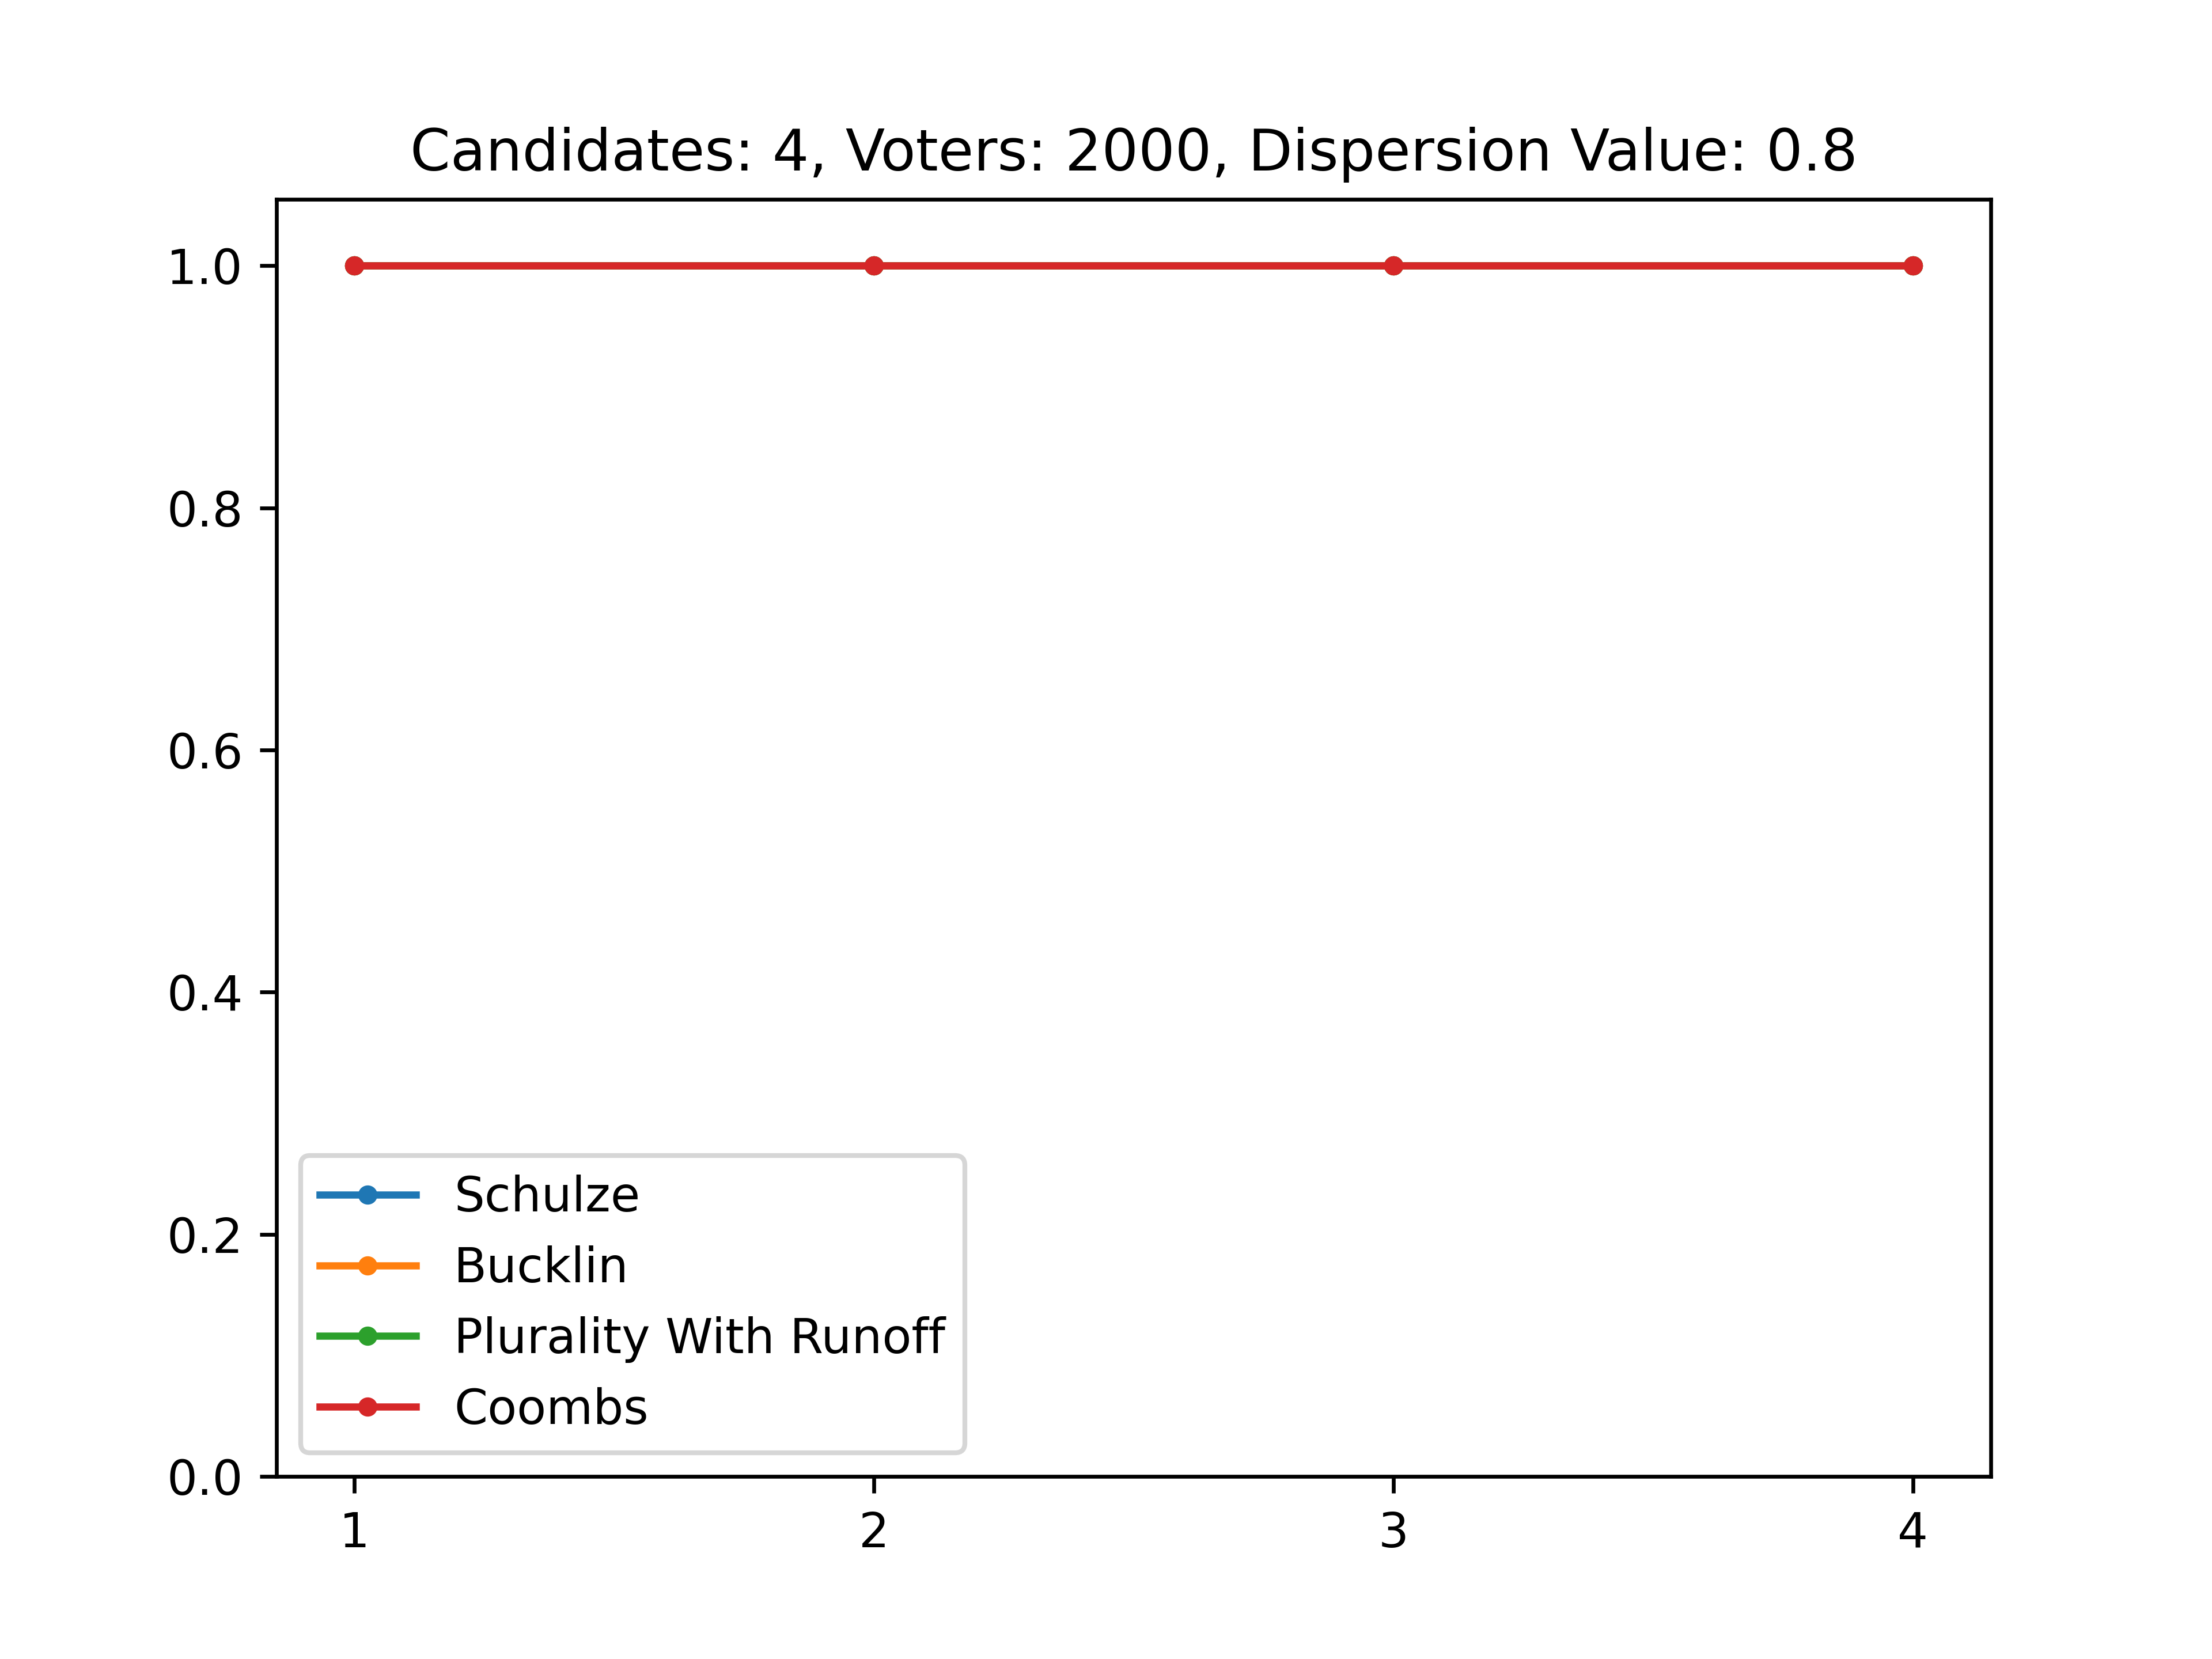 Candidates: 4, Voters: 2000, Dispersion Value: 0.8
1.0
0.8
0.6
0.4
0.2
0.0
Schulze
Bucklin
Plurality With Runoff
Coombs
1 2 3 4